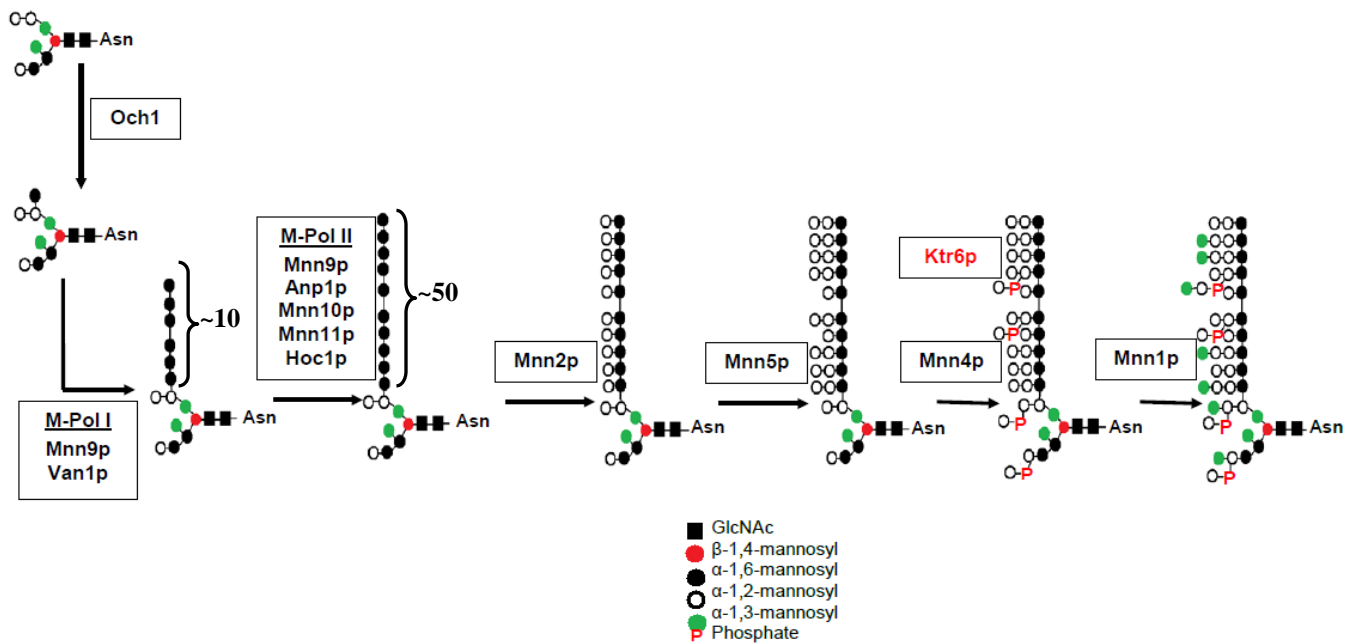 Asn
Och1
Asn
M-Pol I
Mnn9p
Van1p
~10
Asn
M-Pol II
Mnn9p
Anp1p
Mnn10p
Mnn11p
Hoc1p
~50
Asn
Mnn2p
Asn
Mnn5p
Asn
Ktr6p
Mnn4p
P
P
P
P
Asn
Mnn1p
P
P
P
P
Asn
GlcNAc
β-1,4-mannosyl
α-1,6-mannosyl
α-1,2-mannosyl
α-1,3-mannosyl
P Phosphate